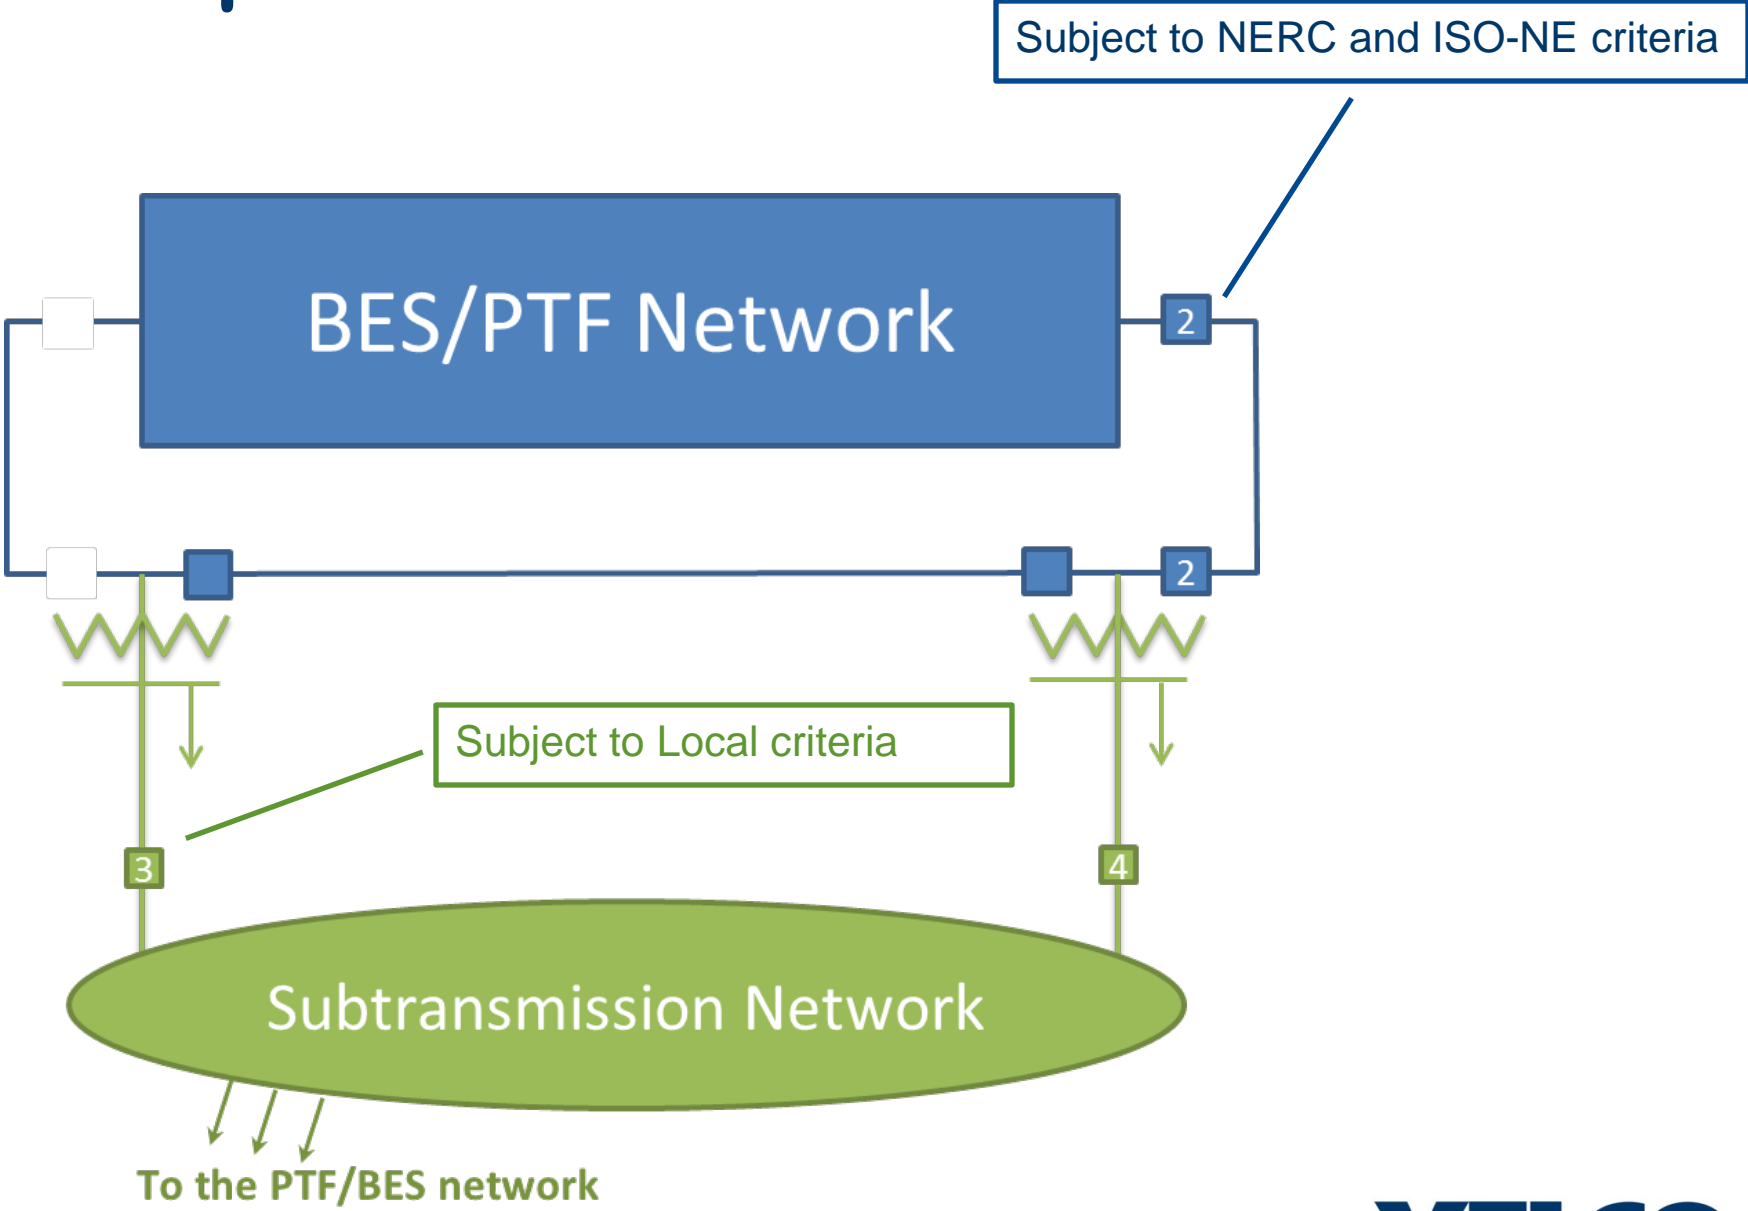 Subject to NERC and ISO-NE criteria
BES/PTF Network
2
2
Subject to Local criteria
3
4
Subtransmission Network
To the PTF/BES network